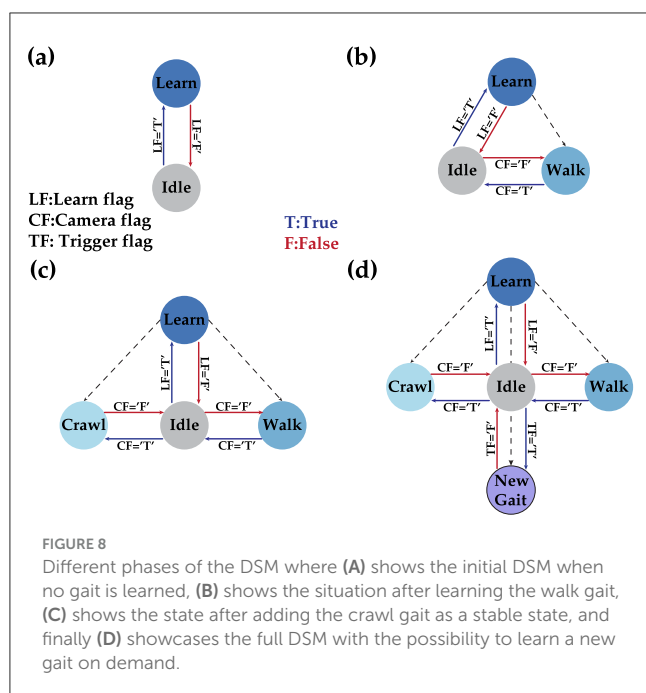 (a)
Learn
LF='T'
LF='F'
Idle
LF:Learn flag
CF:Camera flag
TF: Trigger flag
(b)
Learn
LF='T'
LF='F'
Idle
CF='F'
CF='T'
Walk
T:True
F:False
(c)
Learn
LF='T'
LF='F'
CF='F'
CF='F'
Crawl
Idle
Walk
CF='T'
CF='T'
(d)
Learn
LF='T'
LF='F'
CF='F'
CF='F'
Crawl
Idle
Walk
CF='T'
CF='T'
TF='F'
TF='T'
New
Gait
FIGURE 8
Different phases of the DSM where (A) shows the initial DSM when
no gait is learned, (B) shows the situation after learning the walk gait,
(C) shows the state after adding the crawl gait as a stable state, and
finally (D) showcases the full DSM with the possibility to learn a new
gait on demand.